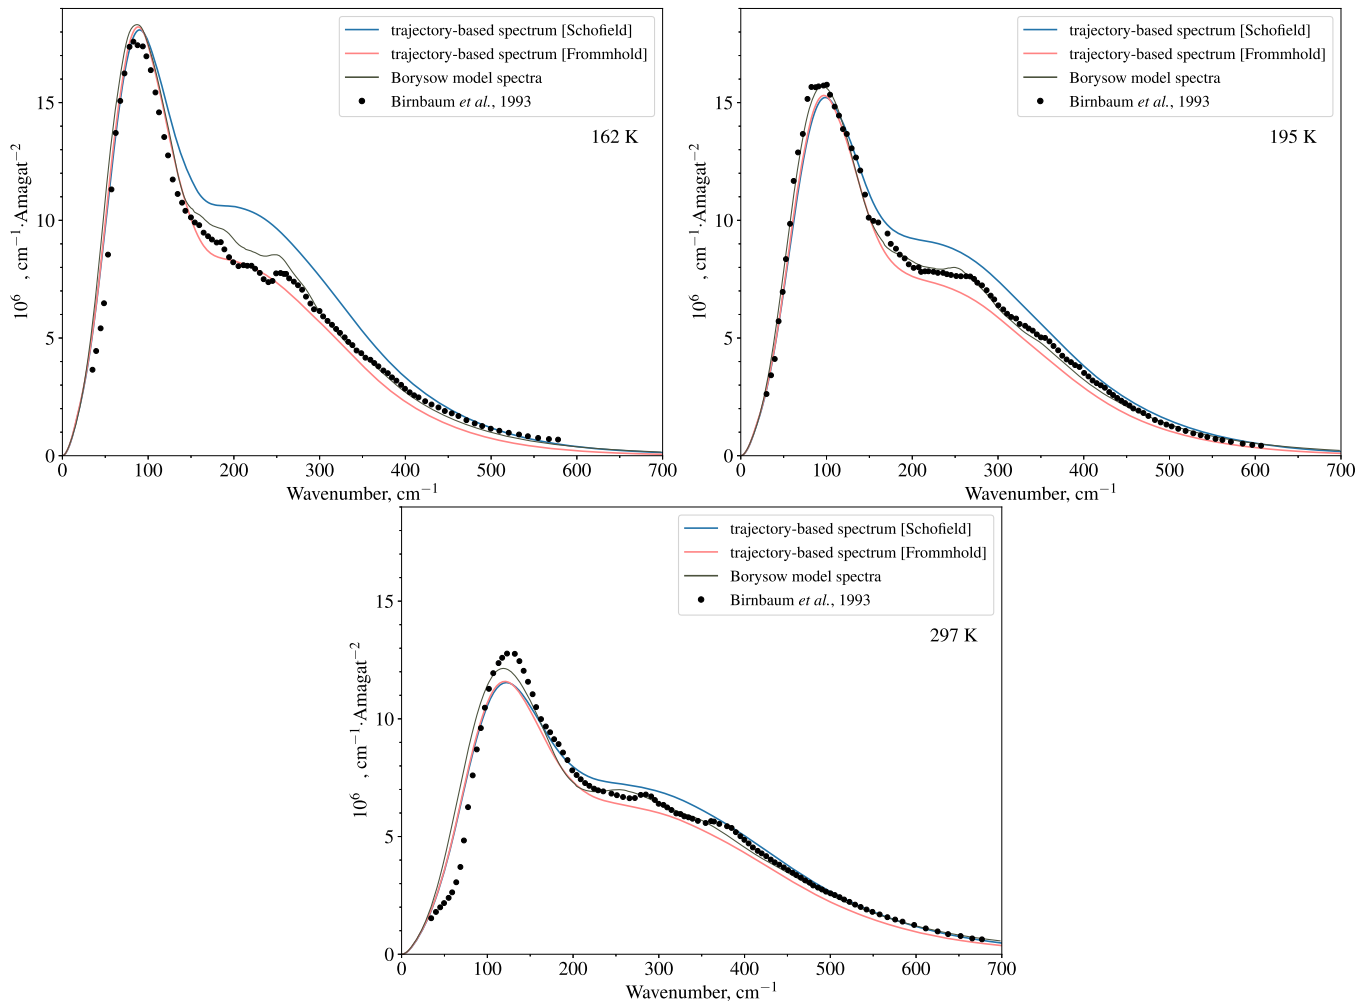 trajectory-based spectrum [Schofield]
trajectory-based spectrum [Frommhold]
Borysow model spectra
Birnbaum et al., 1993
162 K
15
10
5
0
10⁶ , cm⁻¹·Amagat⁻²
0 100 200 300 400 500 600 700
Wavenumber, cm⁻¹
trajectory-based spectrum [Schofield]
trajectory-based spectrum [Frommhold]
Borysow model spectra
Birnbaum et al., 1993
195 K
15
10
5
0
10⁶ , cm⁻¹·Amagat⁻²
0 100 200 300 400 500 600 700
Wavenumber, cm⁻¹
trajectory-based spectrum [Schofield]
trajectory-based spectrum [Frommhold]
Borysow model spectra
Birnbaum et al., 1993
297 K
15
10
5
0
10⁶ , cm⁻¹·Amagat⁻²
0 100 200 300 400 500 600 700
Wavenumber, cm⁻¹